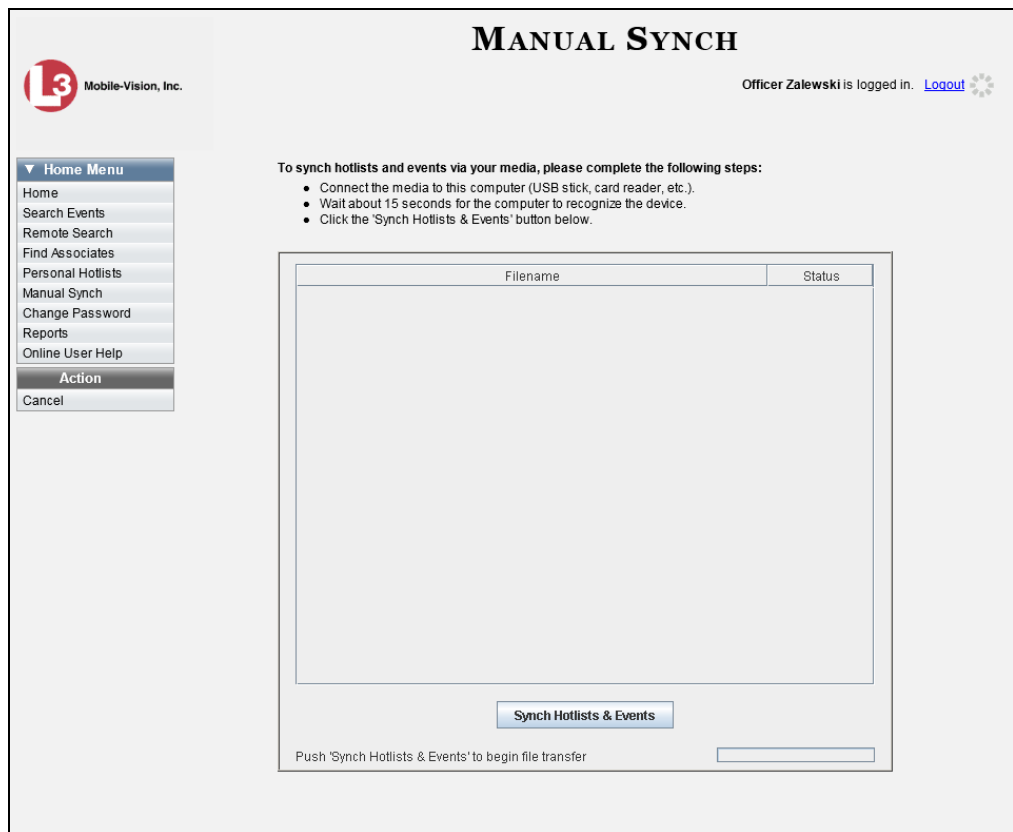 MANUAL SYNCH
L3 Mobile-Vision, Inc.
Officer Zalewski is logged in. Logout
▼ Home Menu
Home
Search Events
Remote Search
Find Associates
Personal Hotlists
Manual Synch
Change Password
Reports
Online User Help
Action
Cancel
To synch hotlists and events via your media, please complete the following steps:
• Connect the media to this computer (USB stick, card reader, etc.).
• Wait about 15 seconds for the computer to recognize the device.
• Click the 'Synch Hotlists & Events' button below.
Filename Status
Synch Hotlists & Events
Push 'Synch Hotlists & Events' to begin file transfer